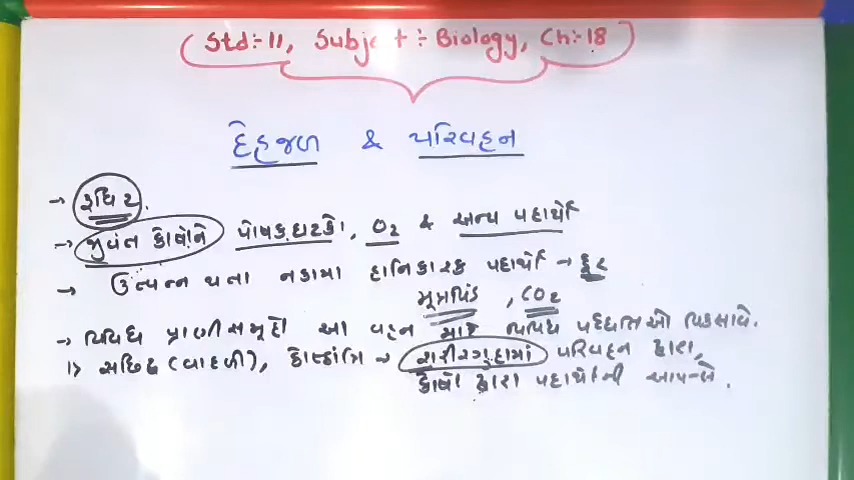 Std:- 11, Subject :- Biology, Ch:- 18
દેહજળ & પરિવહન
→ રૂધિર.
→ જીવંત કોષોને પોષકઘટકો, O₂ & અન્ય પદાર્થો
→ ઉત્પન્ન થતા નકામા હાનિકારક પદાર્થો → દૂર
મૂત્રપિંડ, CO₂
→ વિવિધ પ્રાણીસમૂહો આ વહન માટે વિવિધ પદ્ધતિઓ વિકસાવે.
1> સછિદ્ર (વાદળી), કોષ્ઠાંત્રિ → શરીરગુહામાં પરિવહન દ્વારા,
કોષો દ્વારા પદાર્થોની આપ-લે.